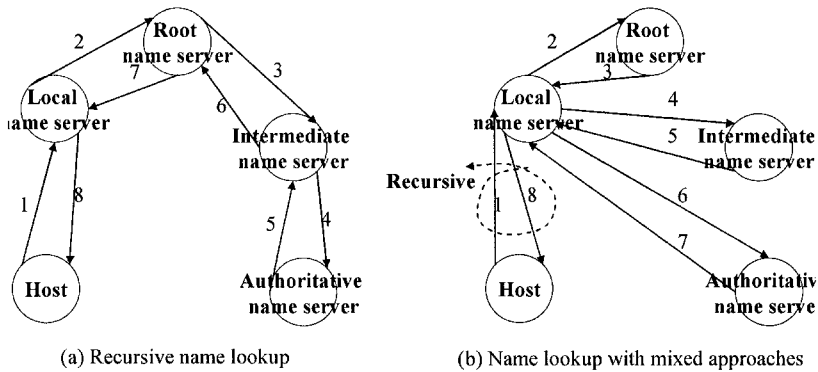 Root
name server
2
7
3
6
Local
name server
Intermediate
name server
1
8
5
4
Host
Authoritative
name server
(a) Recursive name lookup
Root
name server
2
3
Local
name server
4
5
Intermediate
name server
Recursive
1
8
6
7
Host
Authoritativ
name server
(b) Name lookup with mixed approaches